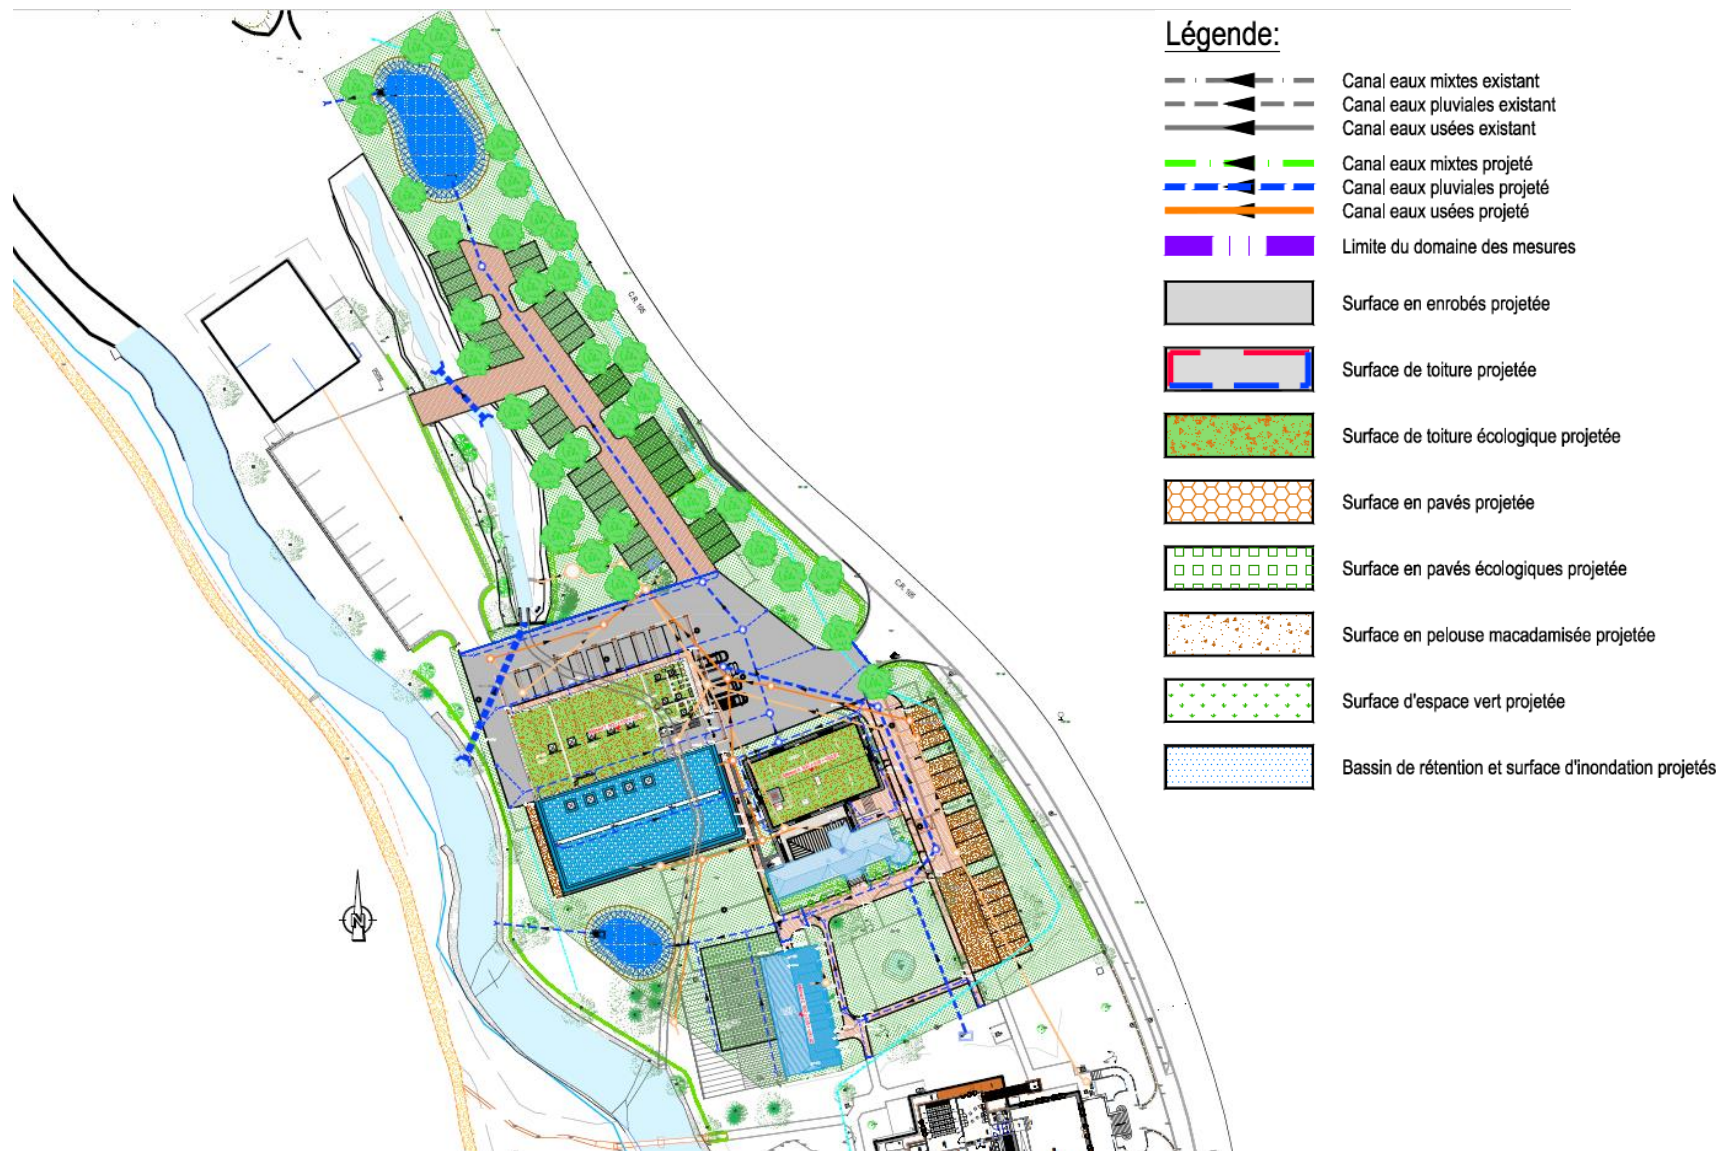 Légende:
Canal eaux mixtes existant
Canal eaux pluviales existant
Canal eaux usées existant
Canal eaux mixtes projeté
Canal eaux pluviales projeté
Canal eaux usées projeté
Limite du domaine des mesures
Surface en enrobés projetée
Surface de toiture projetée
Surface de toiture écologique projetée
Surface en pavés projetée
Surface en pavés écologiques projetée
Surface en pelouse macadamisée projetée
Surface d'espace vert projetée
Bassin de rétention et surface d'inondation projetés
C.R. 105
C.R. 105
N